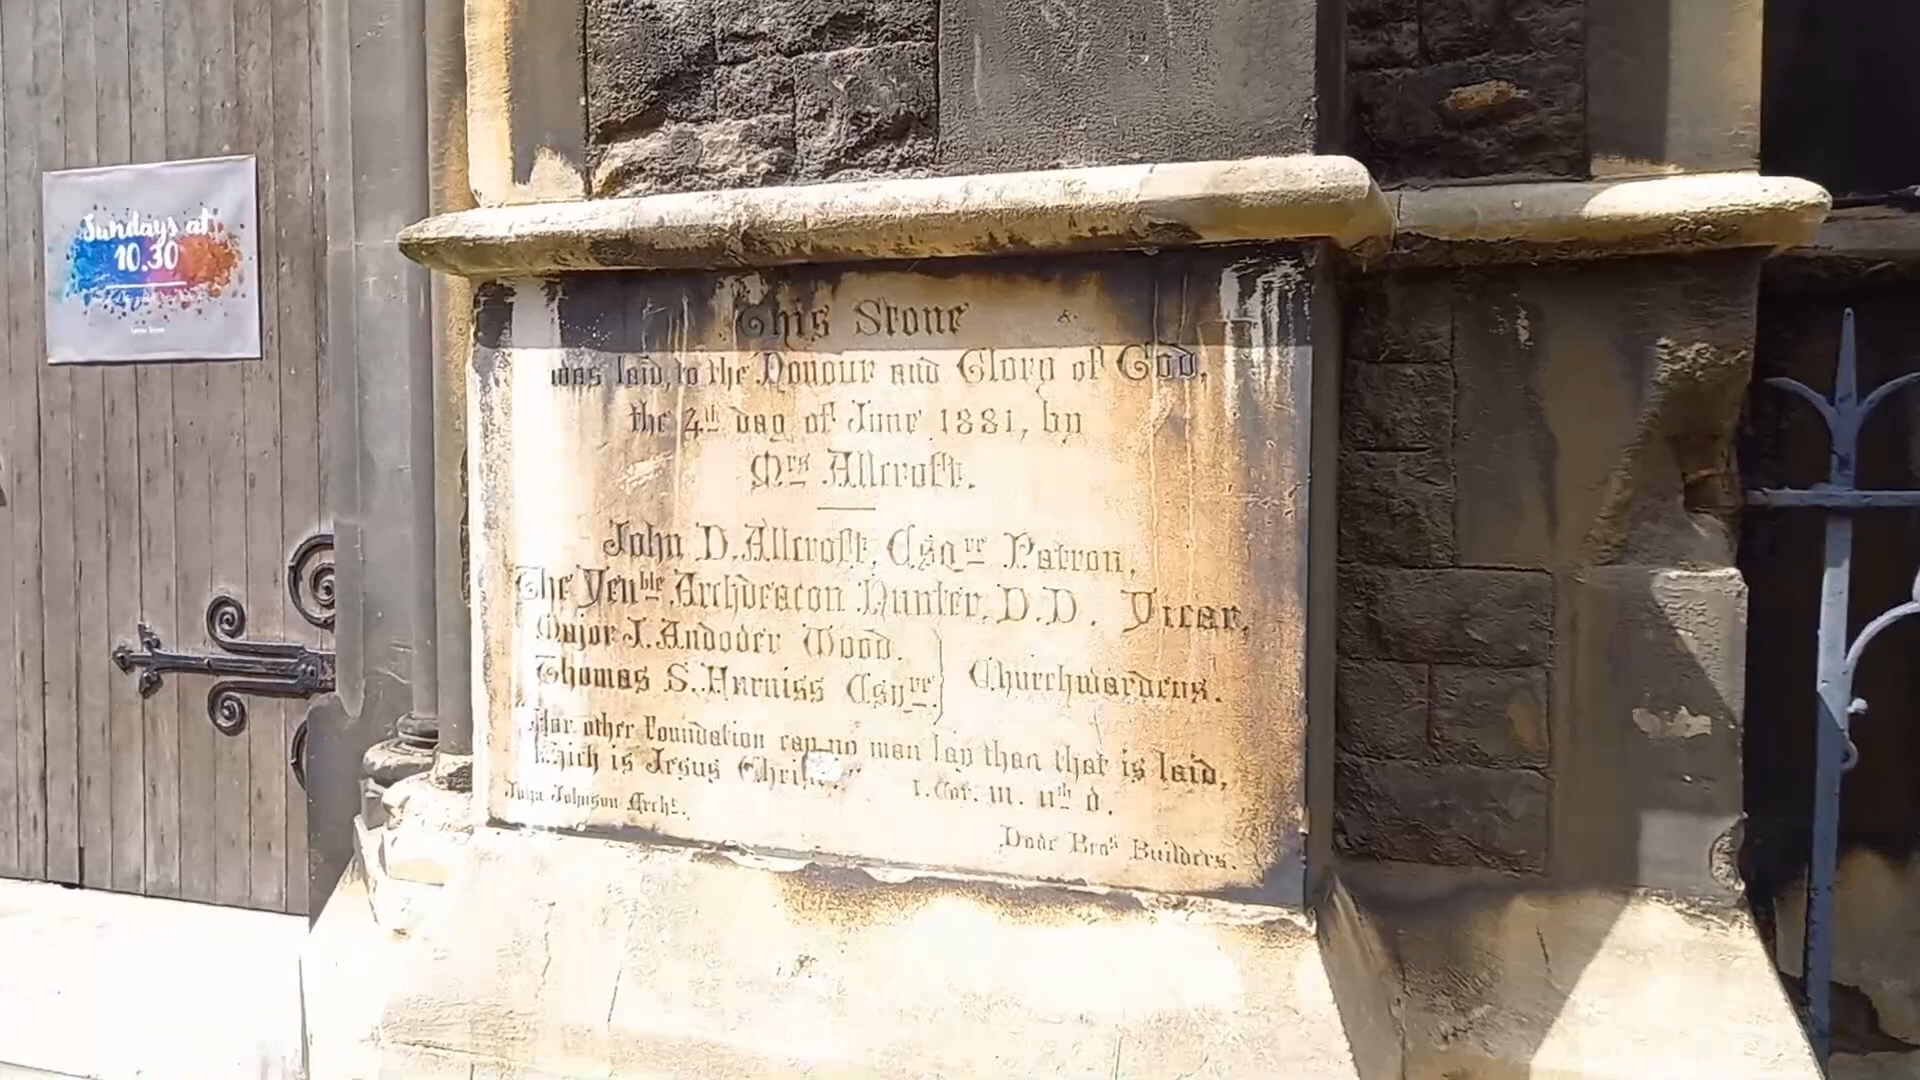 Sundays at
10.30
This Stone
was laid, to the Honour and Glory of God,
the 4th day of June 1881, by
Mrs Allcroft.
John D. Allcroft, Esqre Patron,
The Venble Archdeacon Hunter, D.D. Vicar,
Major J. Andoder Wood.
Thomas S. Harniss Esqre.
Churchwardens.
"For other Foundation can no man lay than that is laid,
which is Jesus Christ."
I. Cor. III. 11th
John Johnson Archt.
Dode Bros Builders.